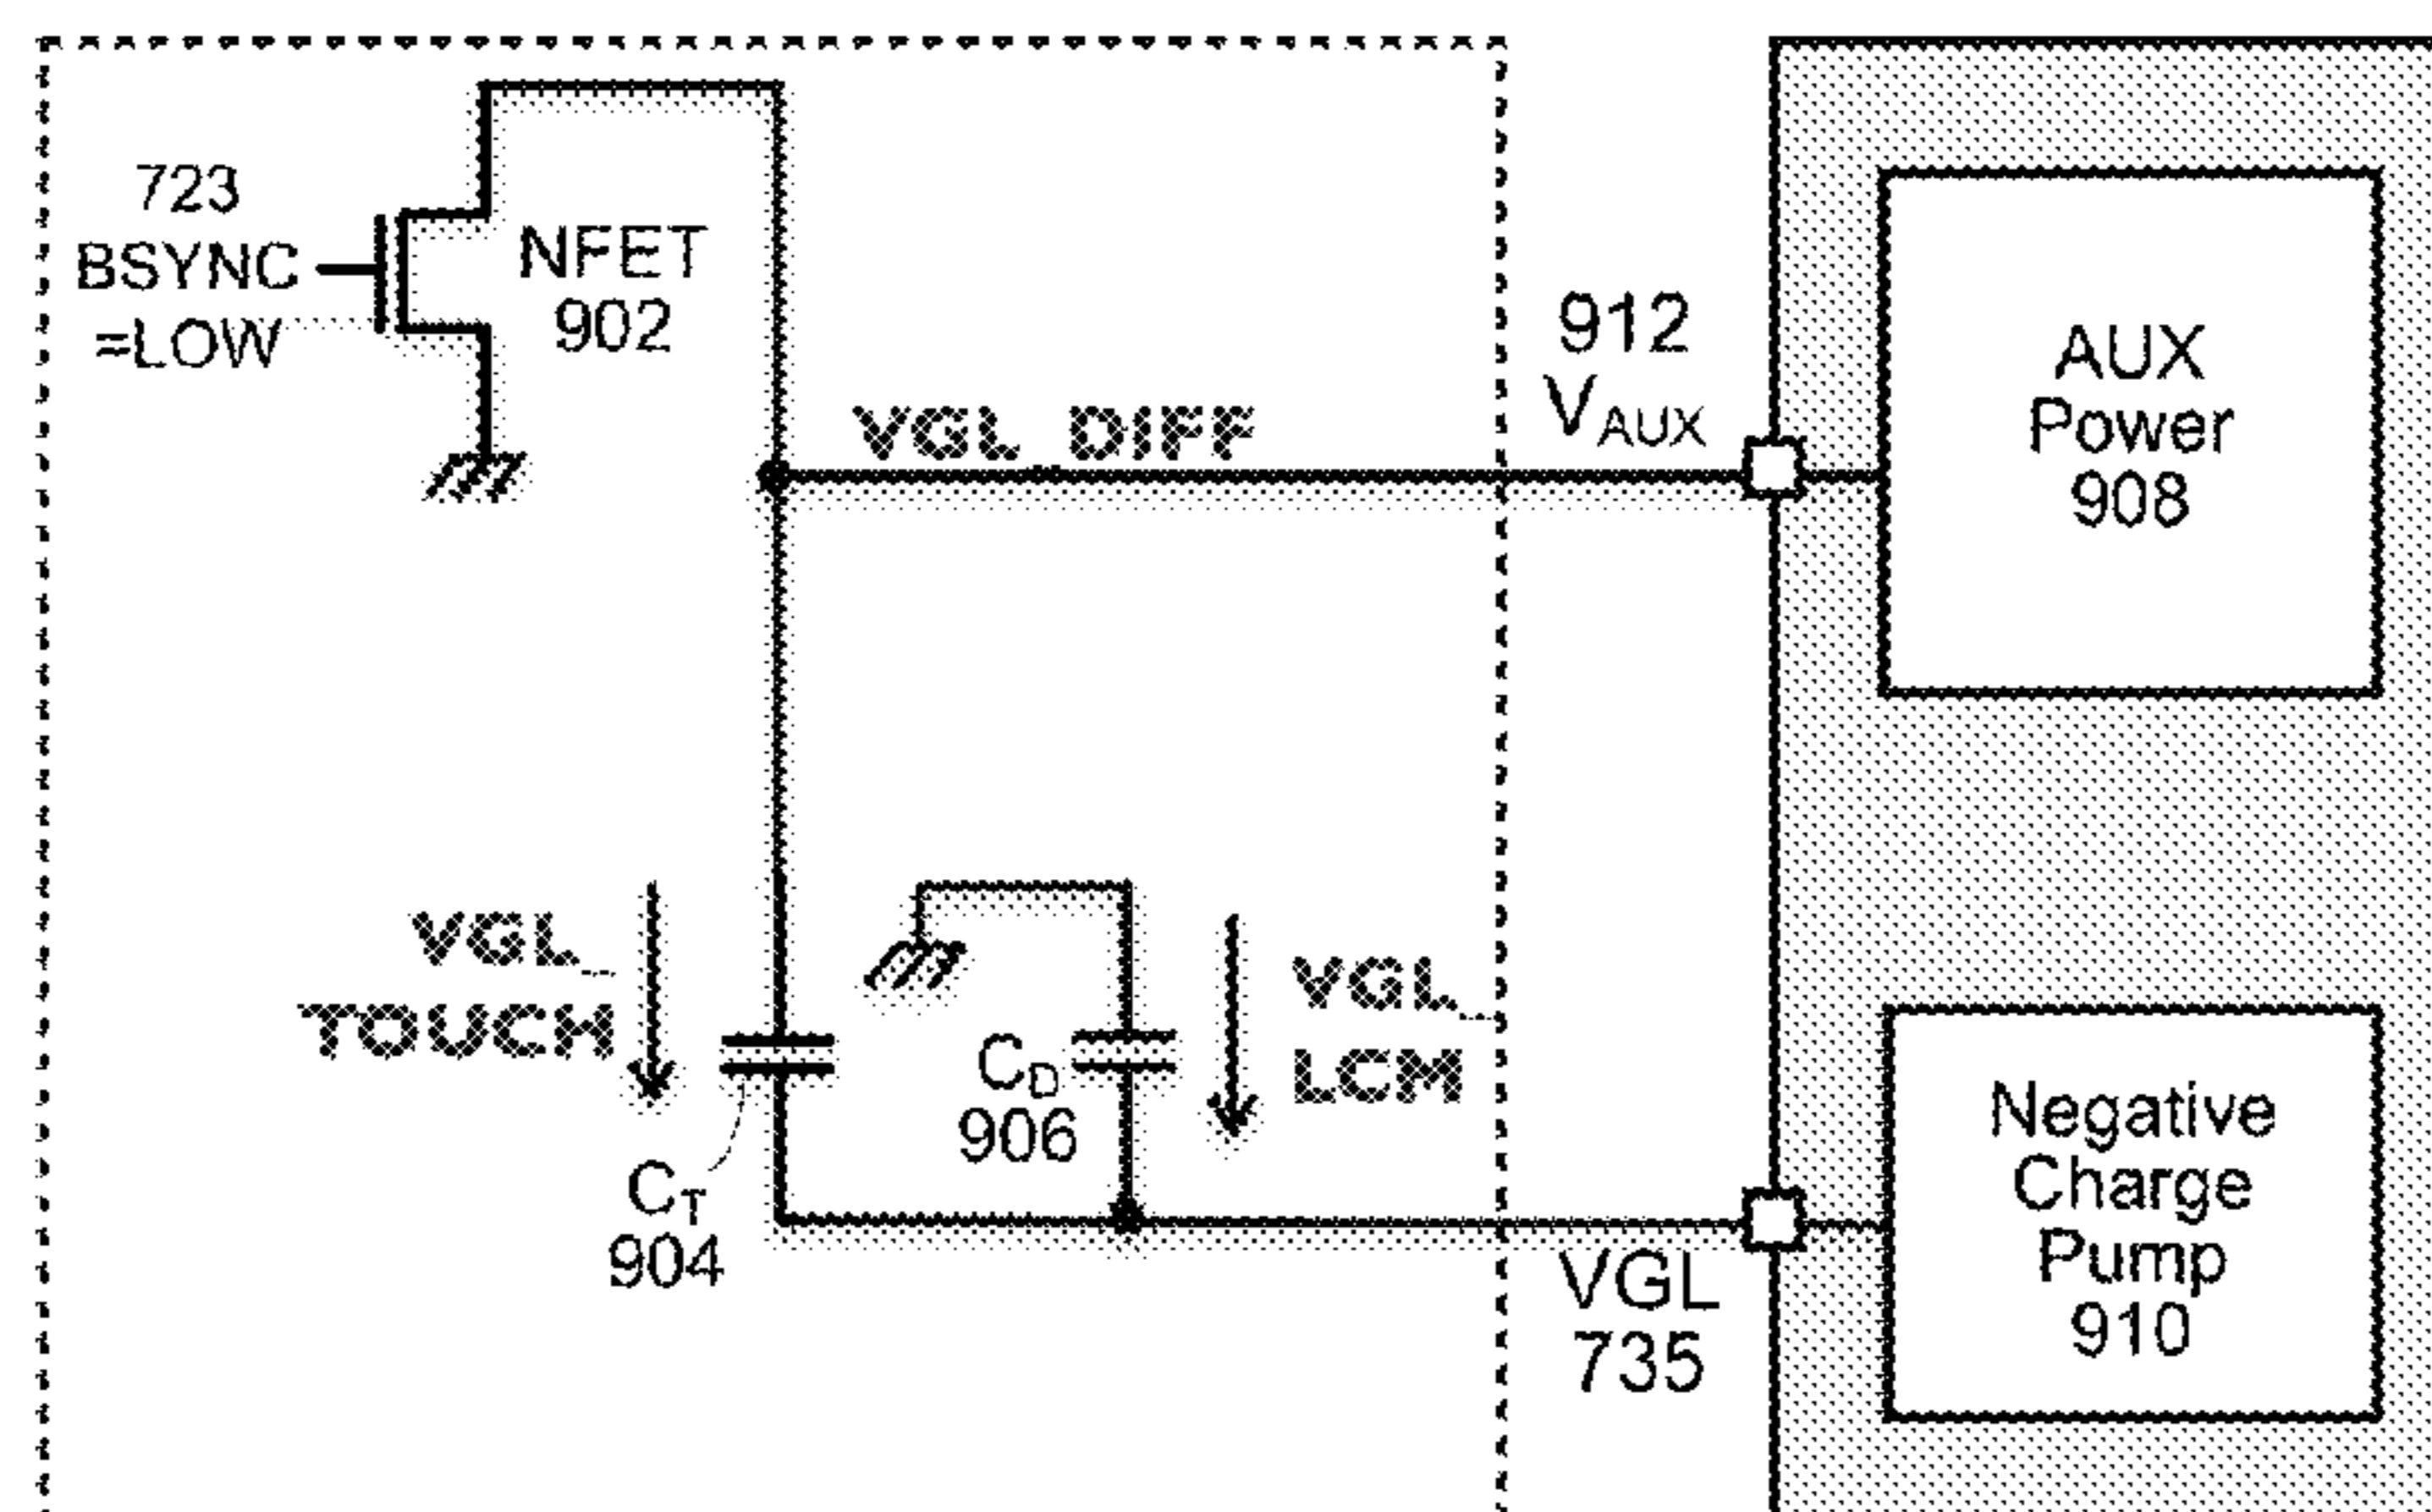 723
BSYNC
=LOW
NFET
902
VGL_DIFF
912
VAUX
AUX
Power
908
VGL_
TOUCH
CT
904
CD
906
VGL_
LCM
VGL
735
Negative
Charge
Pump
910